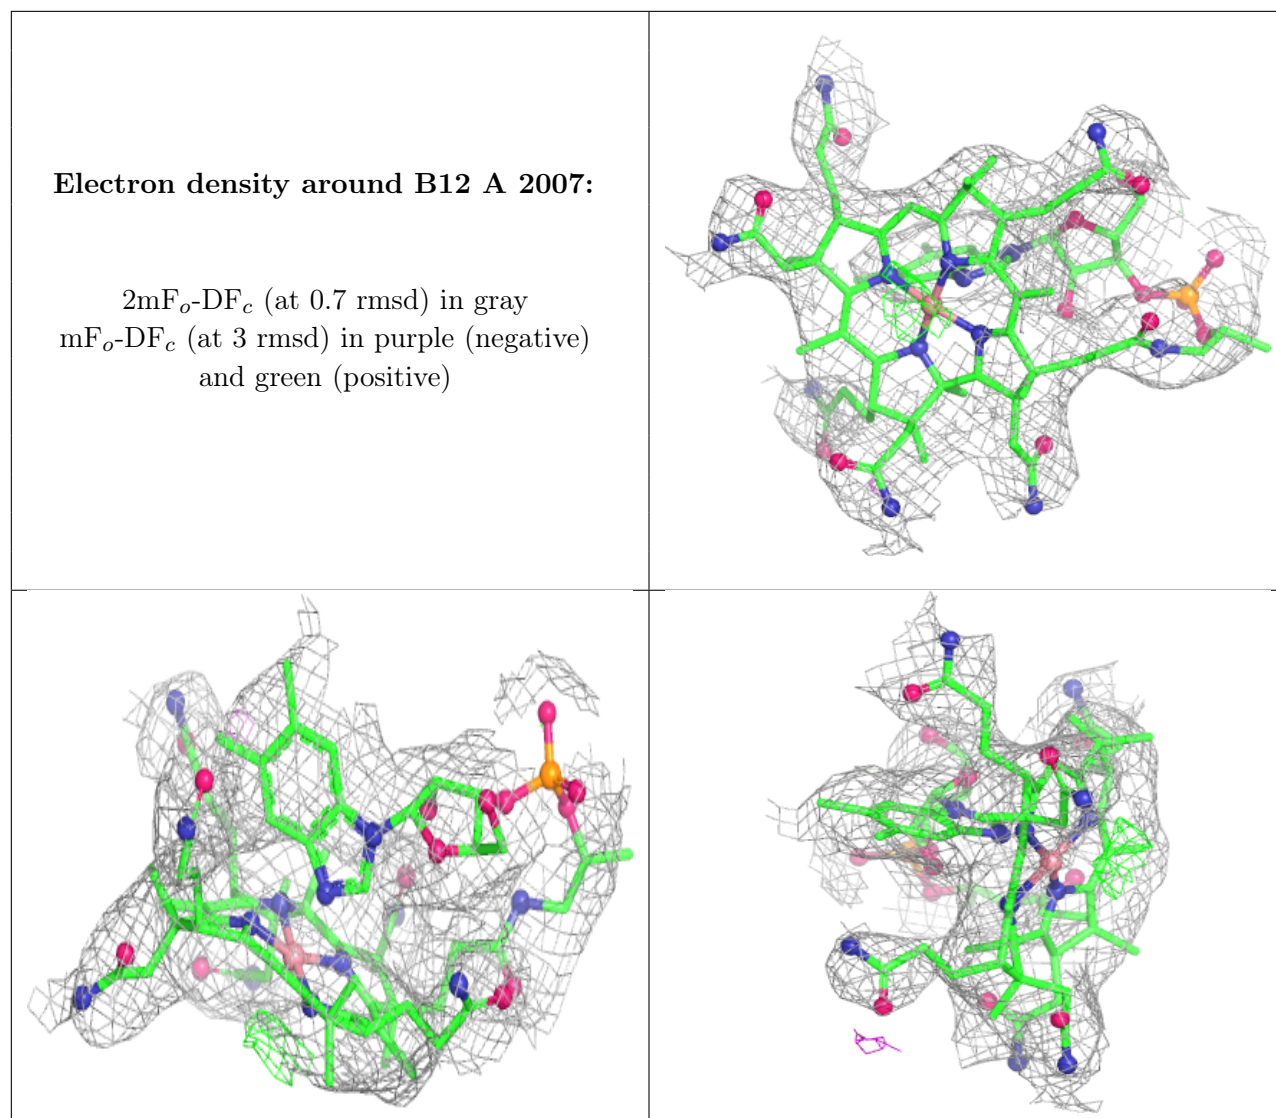 Electron density around B12 A 2007:
2mFₒ-DF𝒸 (at 0.7 rmsd) in gray
mFₒ-DF𝒸 (at 3 rmsd) in purple (negative)
and green (positive)